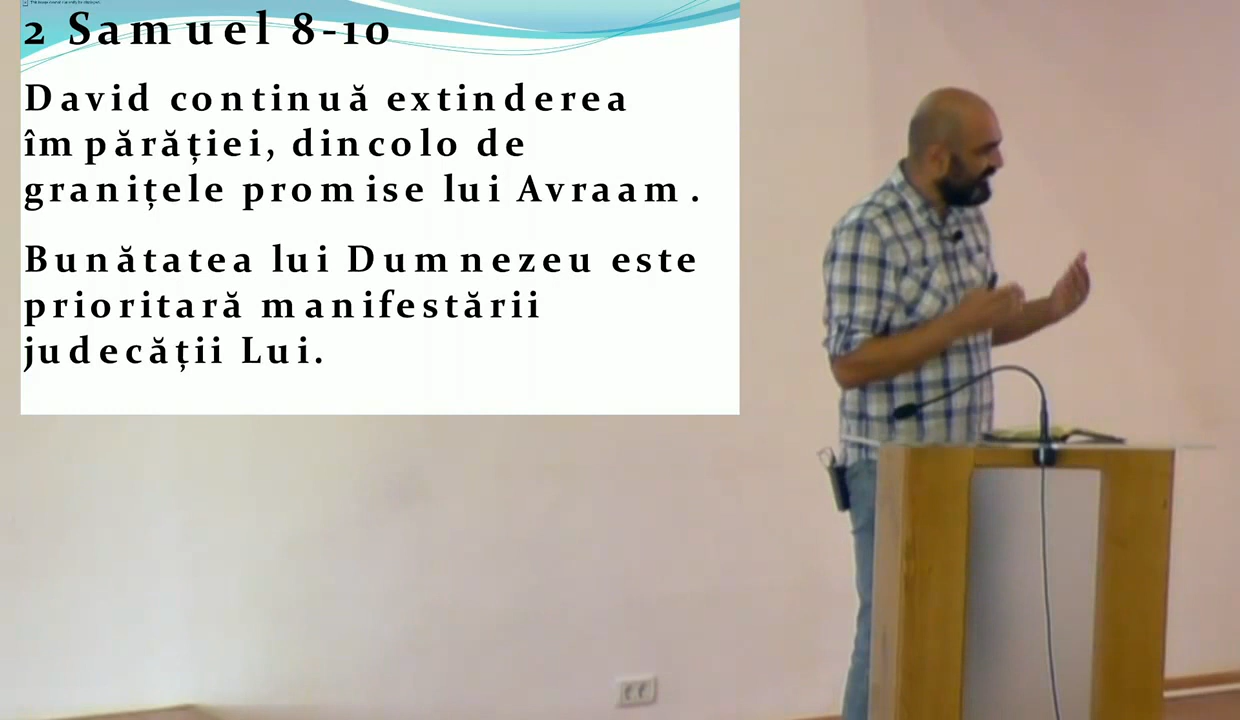 2 Samuel 8-10
David continuă extinderea
împărăției, dincolo de
granițele promise lui Avraam.
Bunătatea lui Dumnezeu este
prioritară manifestării
judecății Lui.